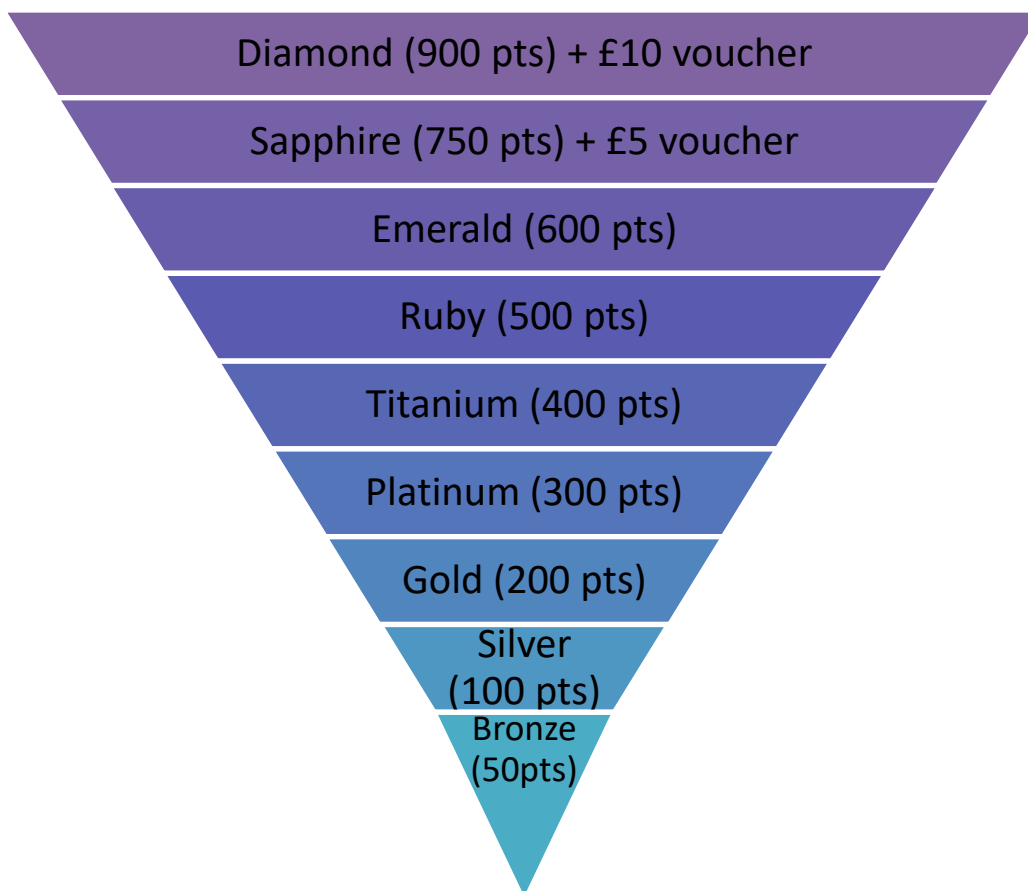 Diamond (900 pts) + £10 voucher
Sapphire (750 pts) + £5 voucher
Emerald (600 pts)
Ruby (500 pts)
Titanium (400 pts)
Platinum (300 pts)
Gold (200 pts)
Silver
(100 pts)
Bronze
(50pts)